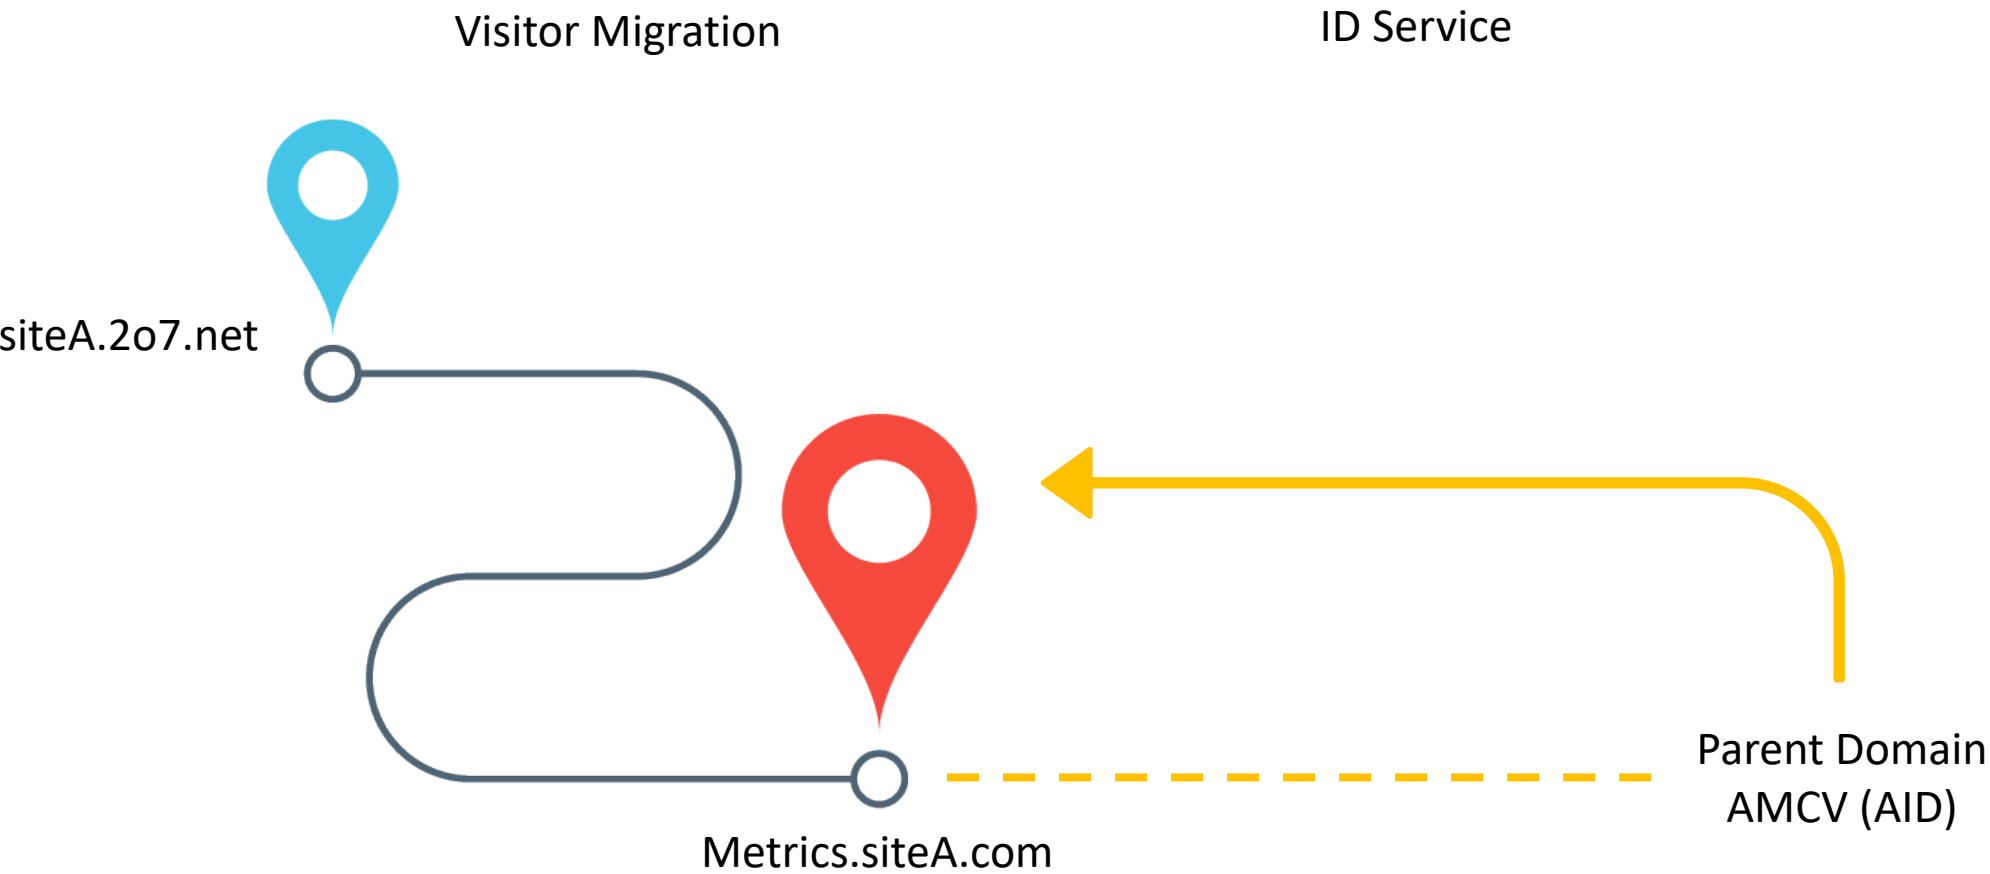 Visitor Migration
ID Service
siteA.2o7.net
Parent Domain
AMCV (AID)
Metrics.siteA.com